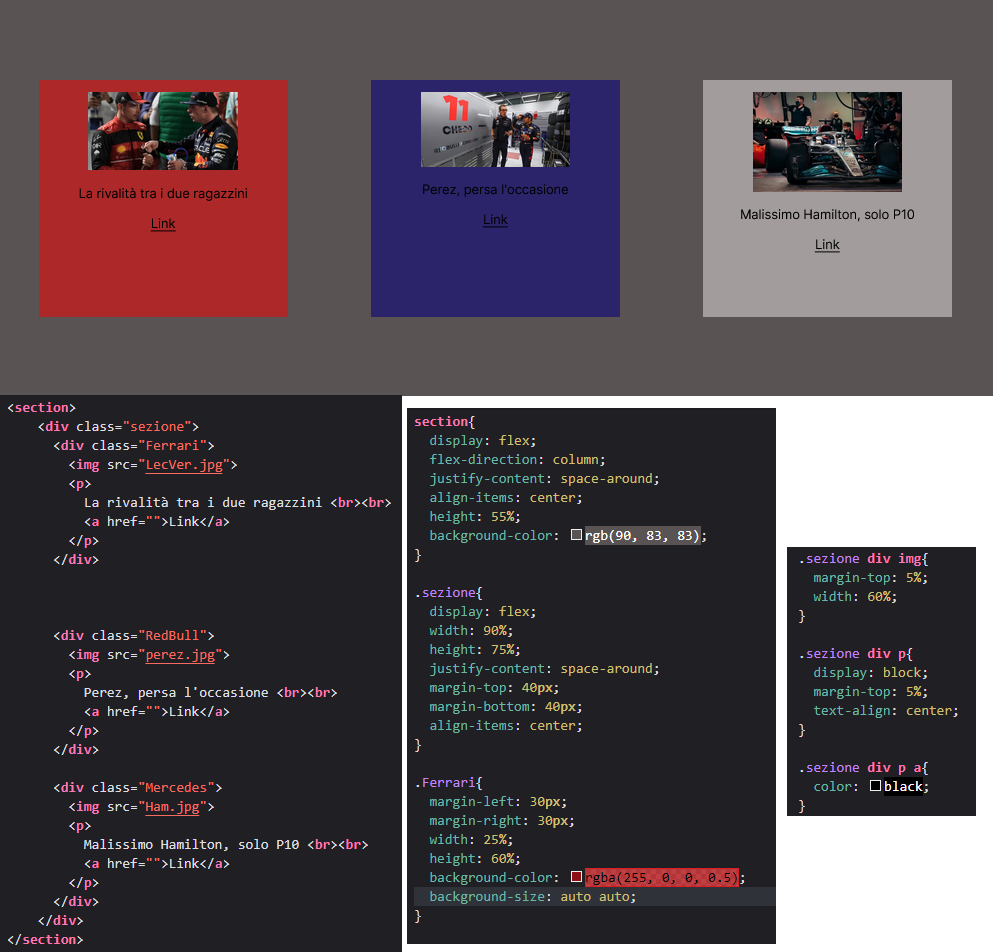 11
CHECO
La rivalità tra i due ragazzini
Link
Perez, persa l'occasione
Link
Malissimo Hamilton, solo P10
Link
<section>
<div class="sezione">
<div class="Ferrari">
<img src="LecVer.jpg">
<p>
La rivalità tra i due ragazzini <br><br>
<a href="">Link</a>
</p>
</div>
<div class="RedBull">
<img src="perez.jpg">
<p>
Perez, persa l'occasione <br><br>
<a href="">Link</a>
</p>
</div>
<div class="Mercedes">
<img src="Ham.jpg">
<p>
Malissimo Hamilton, solo P10 <br><br>
<a href="">Link</a>
</p>
</div>
</div>
</section>
section{
display: flex;
flex-direction: column;
justify-content: space-around;
align-items: center;
height: 55%;
background-color: rgb(90, 83, 83);
}
.sezione{
display: flex;
width: 90%;
height: 75%;
justify-content: space-around;
margin-top: 40px;
margin-bottom: 40px;
align-items: center;
}
.Ferrari{
margin-left: 30px;
margin-right: 30px;
width: 25%;
height: 60%;
background-color: rgba(255, 0, 0, 0.5);
background-size: auto auto;
}
.sezione div img{
margin-top: 5%;
width: 60%;
}
.sezione div p{
display: block;
margin-top: 5%;
text-align: center;
}
.sezione div p a{
color: black;
}